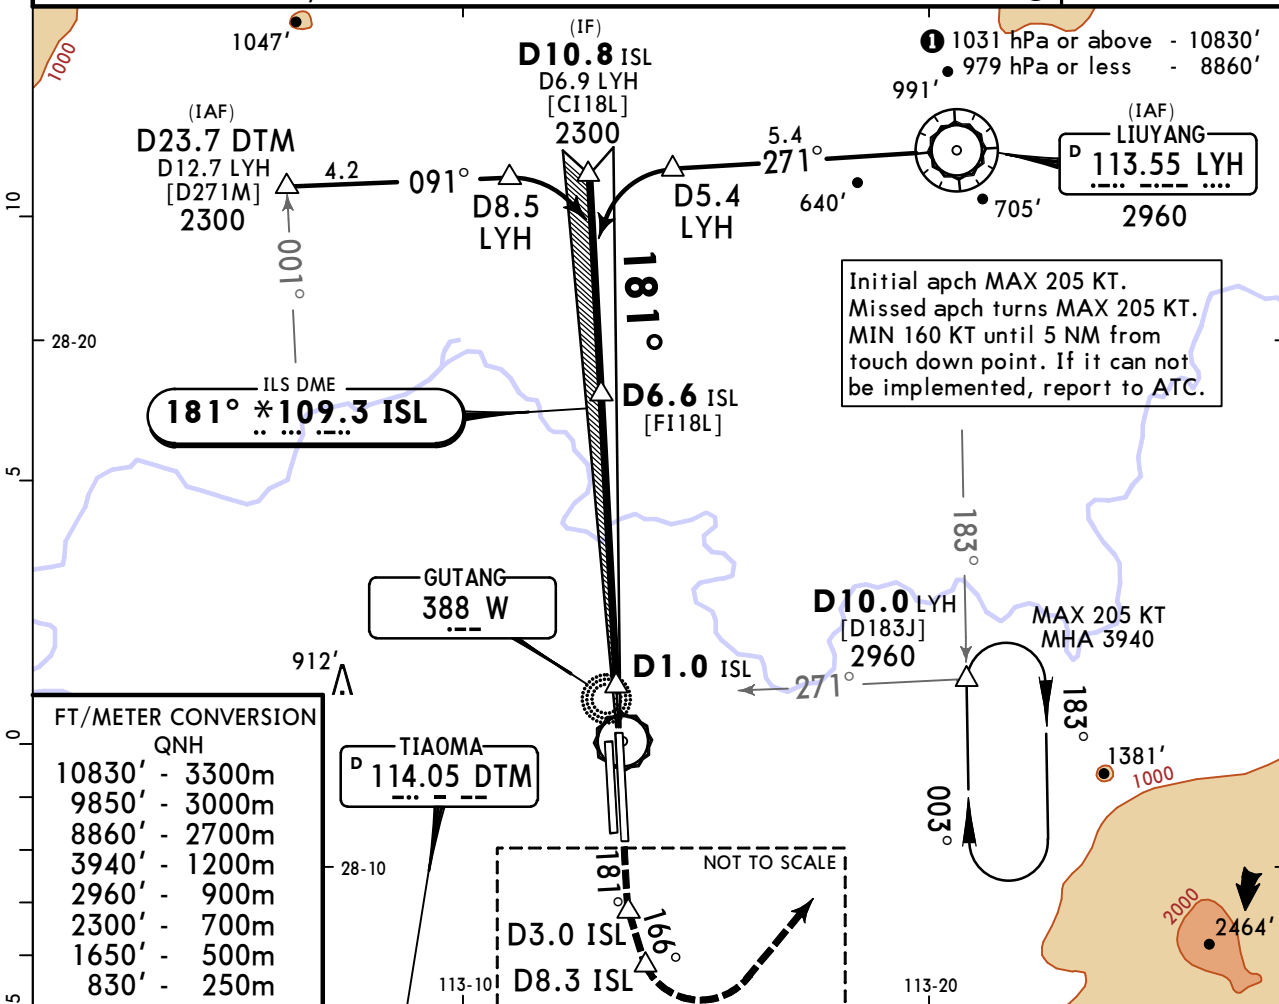 1000
1047'
(IF)
D10.8 ISL
D6.9 LYH
[CI18L]
2300
1 1031 hPa or above - 10830'
979 hPa or less - 8860'
991'
(IAF)
D23.7 DTM
D12.7 LYH
[D271M]
2300
4.2
091°
D8.5
LYH
5.4
271°
D5.4
LYH
(IAF)
LIUYANG
D 113.55 LYH
2960
640'
705'
10
001°
181°
28-20
Initial apch MAX 205 KT.
Missed apch turns MAX 205 KT.
MIN 160 KT until 5 NM from
touch down point. If it can not
be implemented, report to ATC.
ILS DME
181° *109.3 ISL
D6.6 ISL
[FI18L]
5
183°
GUTANG
388 W
D10.0 LYH
[D183J]
2960
MAX 205 KT
MHA 3940
912'
D1.0 ISL
271°
183°
003°
0
TIAOMA
D 114.05 DTM
1381'
1000
FT/METER CONVERSION
QNH
10830' - 3300m
9850' - 3000m
8860' - 2700m
3940' - 1200m
2960' - 900m
2300' - 700m
1650' - 500m
830' - 250m
28-10
NOT TO SCALE
181°
166°
D3.0 ISL
D8.3 ISL
2000
2464'
113-10
113-20
5